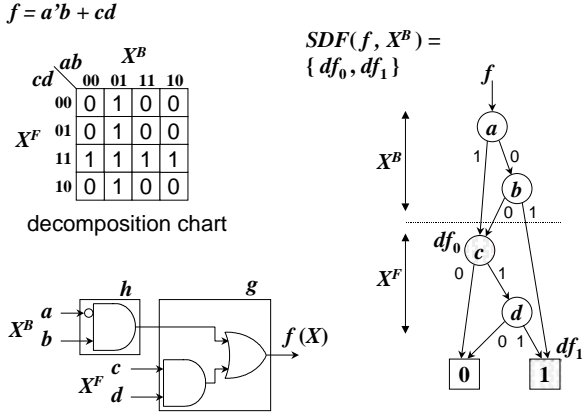 f = a'b + cd
X^B
ab
cd
00 01 11 10
00 0 1 0 0
X^F 01 0 1 0 0
11 1 1 1 1
10 0 1 0 0
decomposition chart
h g
X^B a
b
f (X)
X^F c
d
SDF(f, X^B) =
{ df_0 , df_1 }
f
a
1 0
X^B
b
0 1
df_0
c
0 1
X^F
d
0 1
df_1
0 1